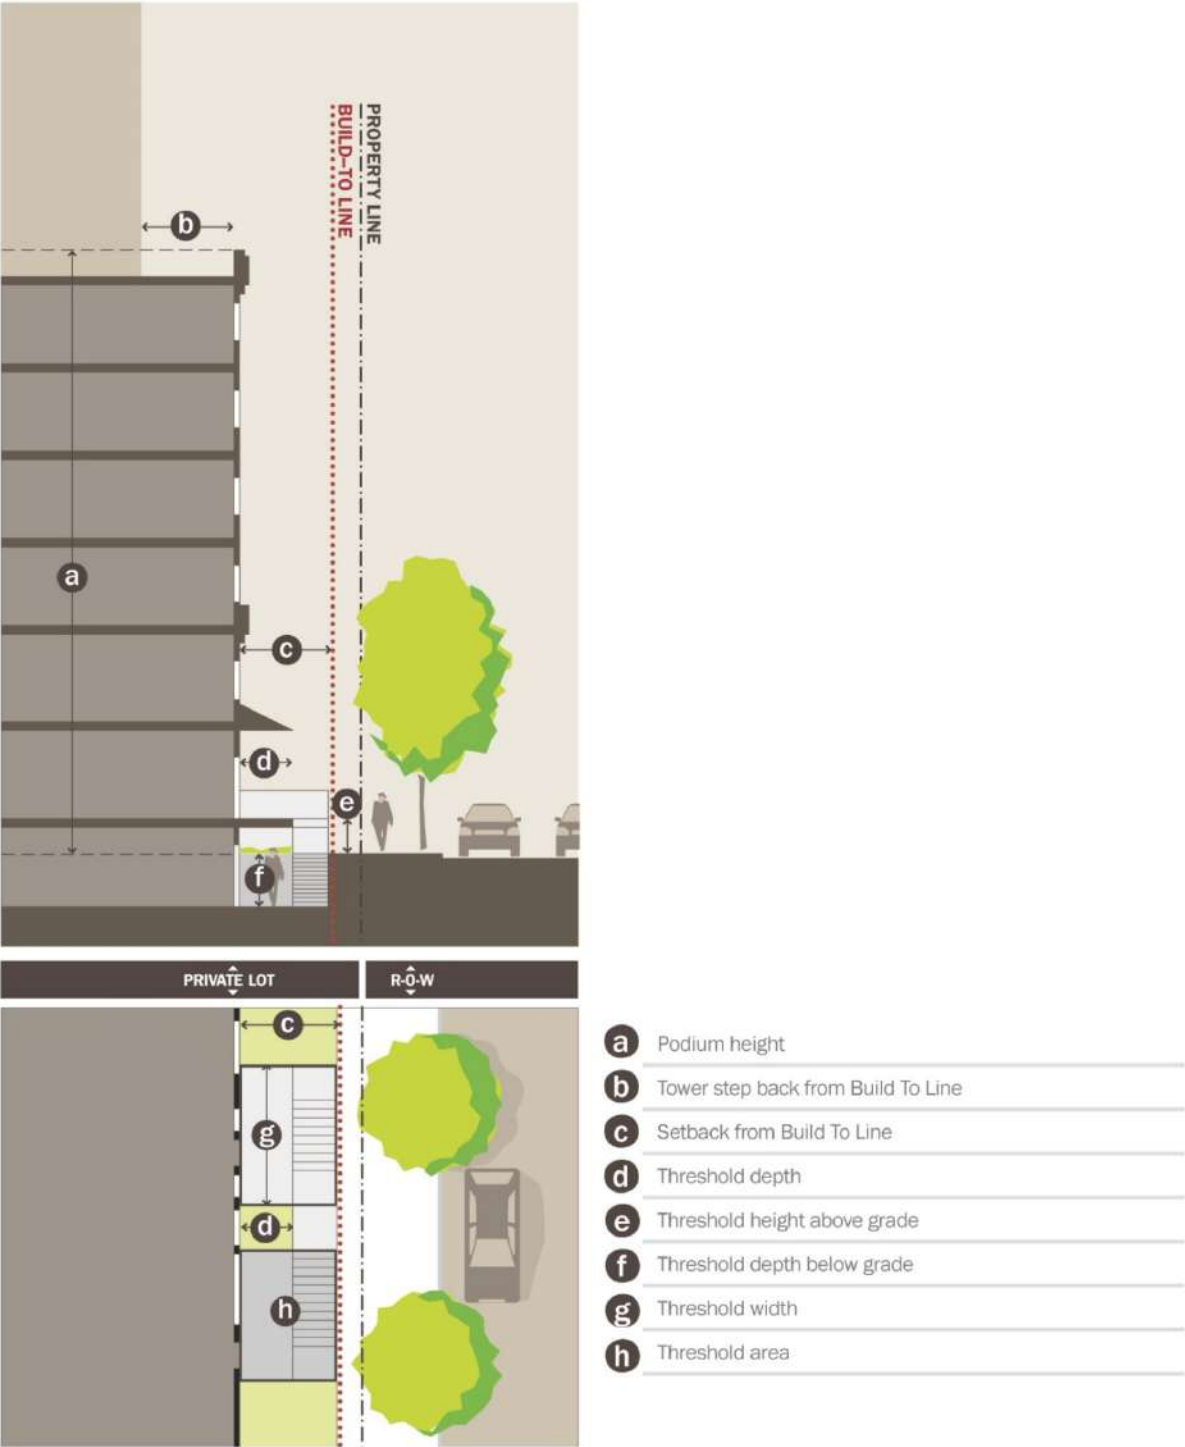 PROPERTY LINE
BUILD-TO LINE
b
a
c
d
e
f
PRIVATE LOT
R-O-W
c
g
d
h
a Podium height
b Tower step back from Build To Line
c Setback from Build To Line
d Threshold depth
e Threshold height above grade
f Threshold depth below grade
g Threshold width
h Threshold area